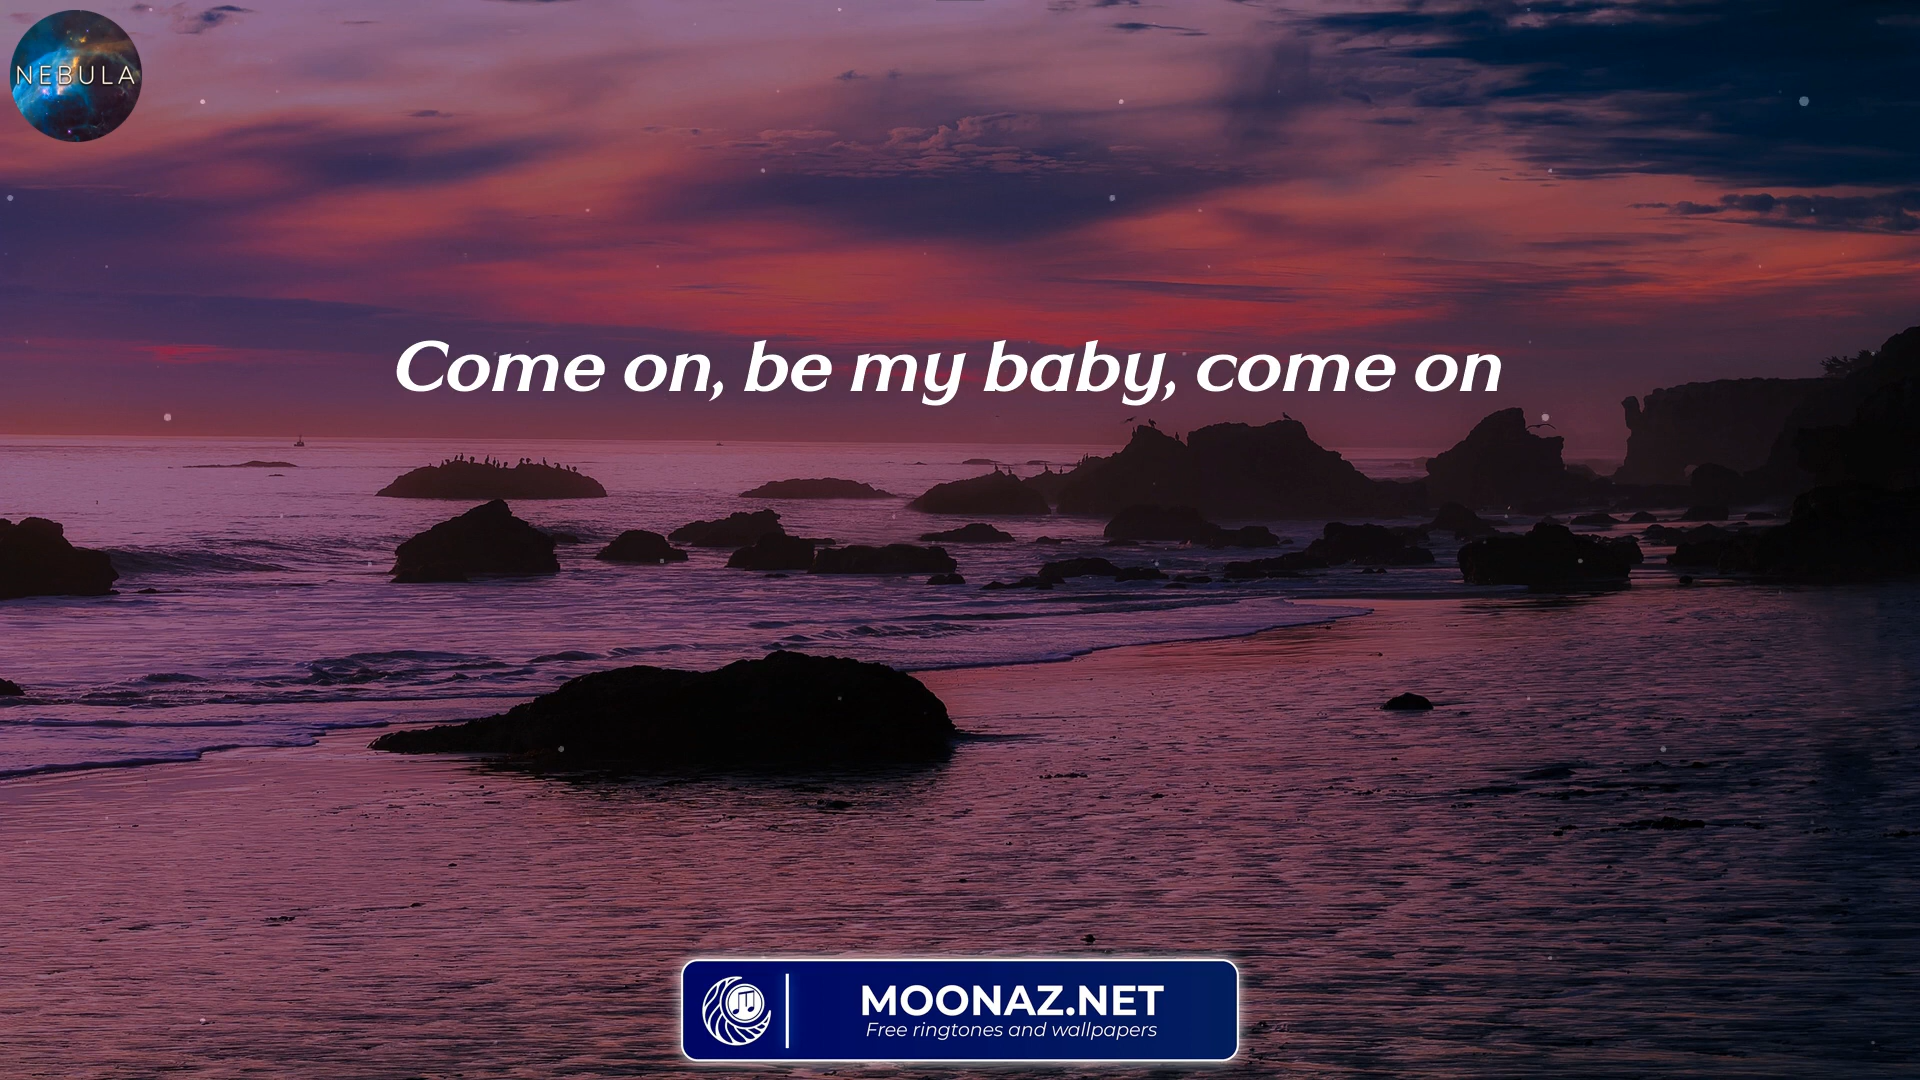 NEBULA
Come on, be my baby, come on
MOONAZ.NET
Free ringtones and wallpapers